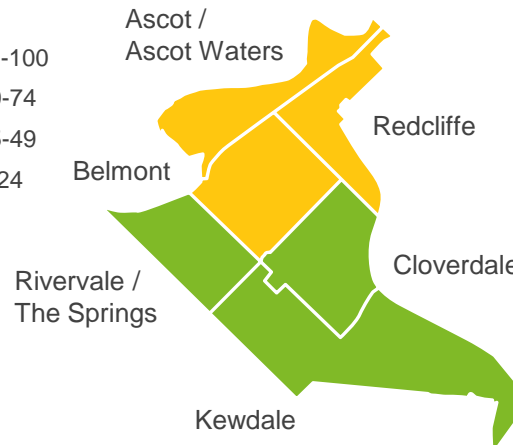 Ascot /
Ascot Waters
-100
-74
-49
24
Redcliffe
Belmont
Cloverdale
Rivervale /
The Springs
Kewdale